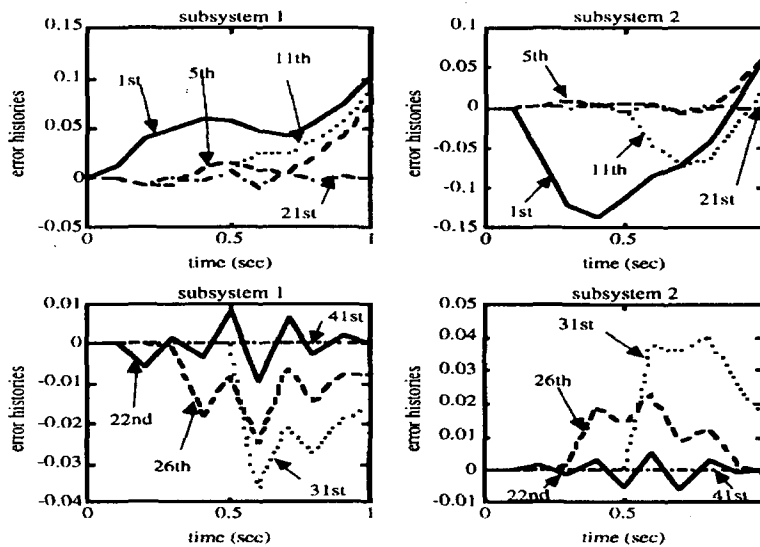 subsystem 1
0.15
0.1
0.05
0
-0.05
error histories
1st
5th
11th
21st
0
0.5
1
time (sec)
subsystem 2
0.1
0.05
0
-0.05
-0.1
-0.15
error histories
5th
11th
1st
21st
0
0.5
time (sec)
subsystem 1
0.01
0
-0.01
-0.02
-0.03
-0.04
error histories
41st
22nd
26th
31st
0
0.5
1
time (sec)
subsystem 2
0.05
0.04
0.03
0.02
0.01
0
-0.01
error histories
31st
26th
22nd
41st
0
0.5
time (sec)